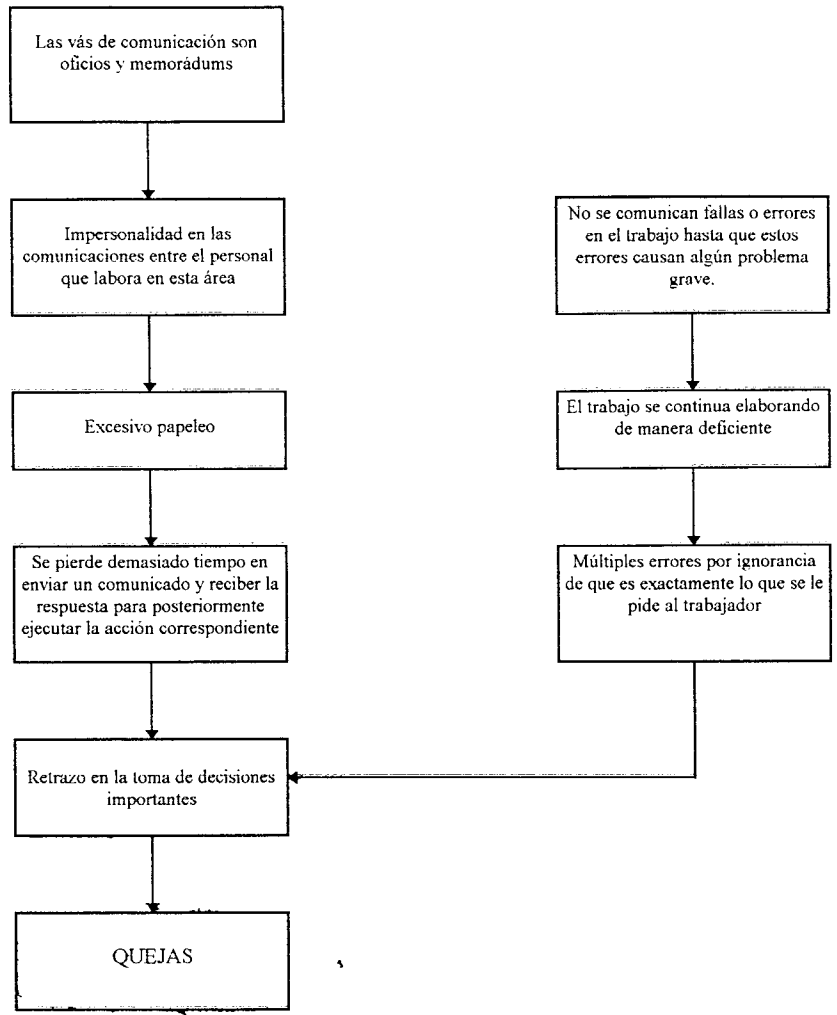 Las vás de comunicación son
oficios y memorádums
Impersonalidad en las
comunicaciones entre el personal
que labora en esta área
Excesivo papeleo
Se pierde demasiado tiempo en
enviar un comunicado y reciber la
respuesta para posteriormente
ejecutar la acción correspondiente
Retrazo en la toma de decisiones
importantes
QUEJAS
No se comunican fallas o errores
en el trabajo hasta que estos
errores causan algún problema
grave.
El trabajo se continua elaborando
de manera deficiente
Múltiples errores por ignorancia
de que es exactamente lo que se le
pide al trabajador